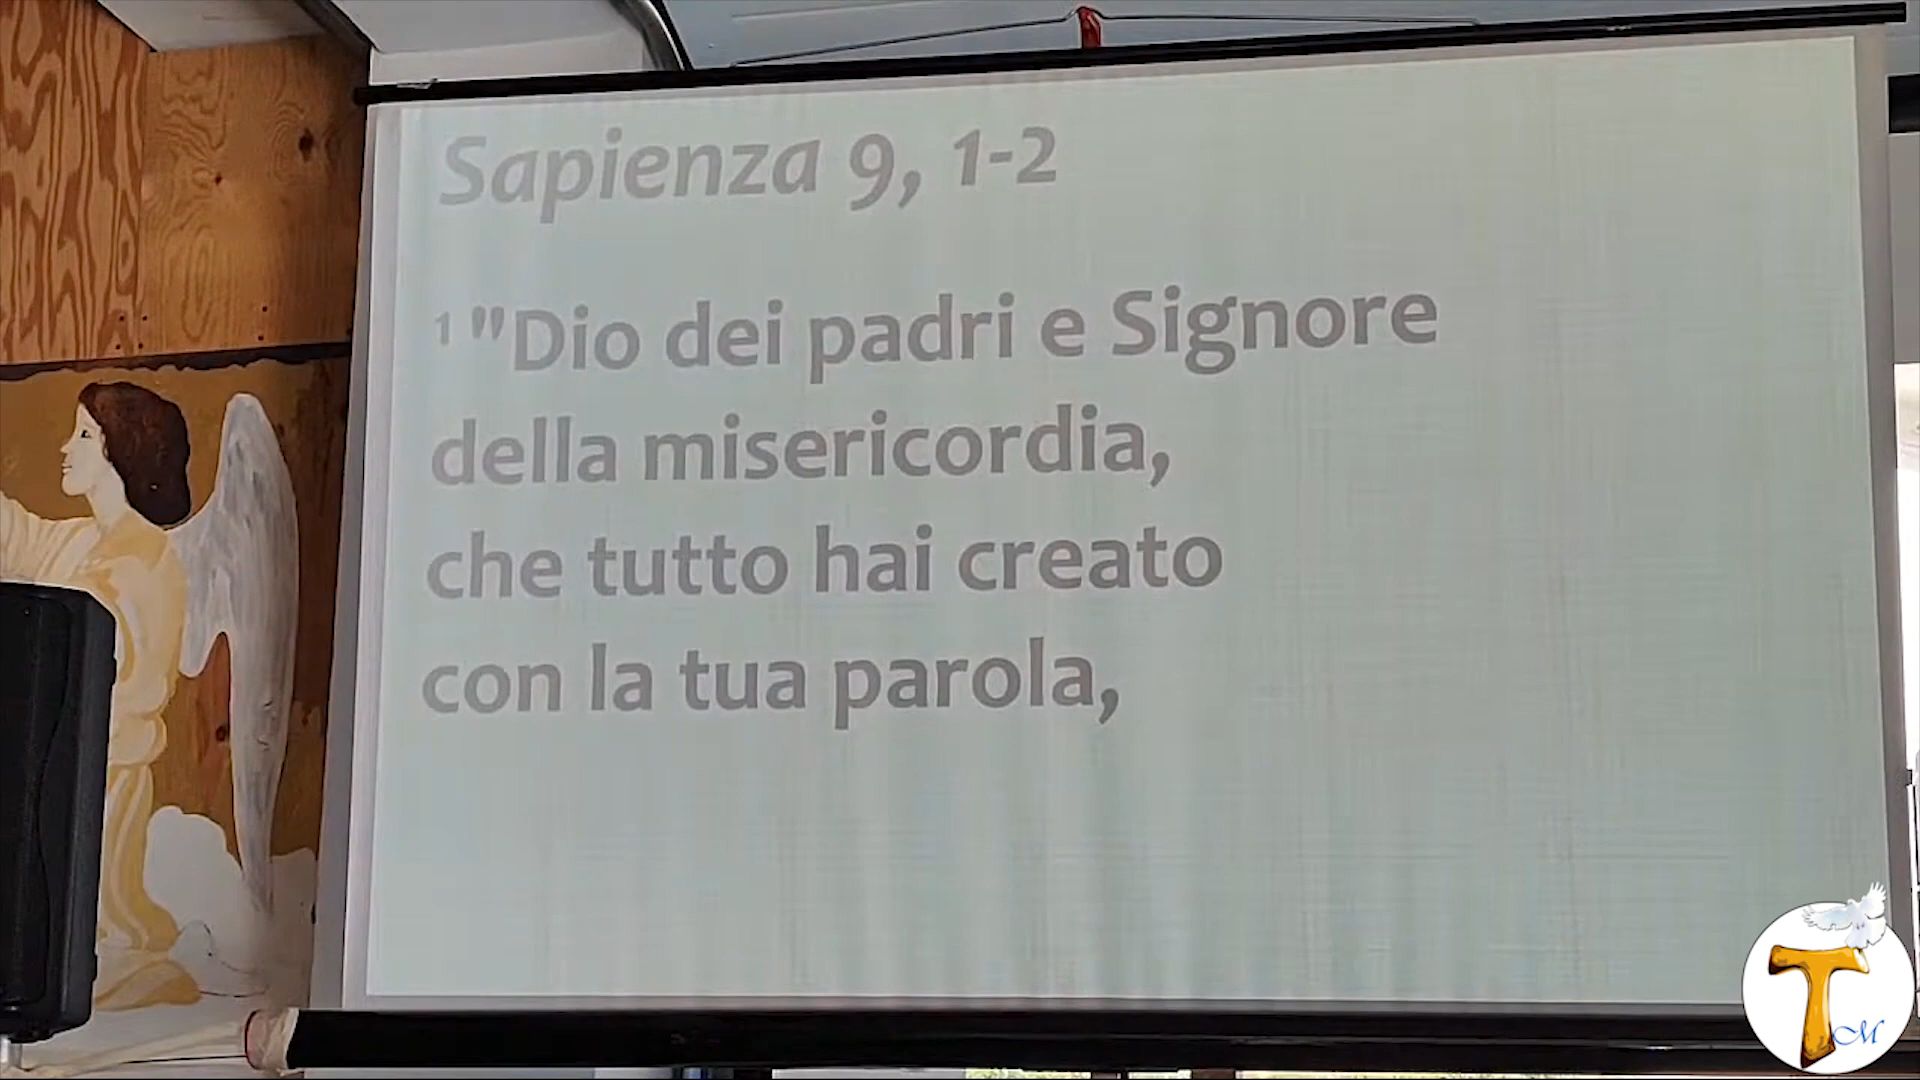 Sapienza 9, 1-2
¹ "Dio dei padri e Signore
della misericordia,
che tutto hai creato
con la tua parola,
M